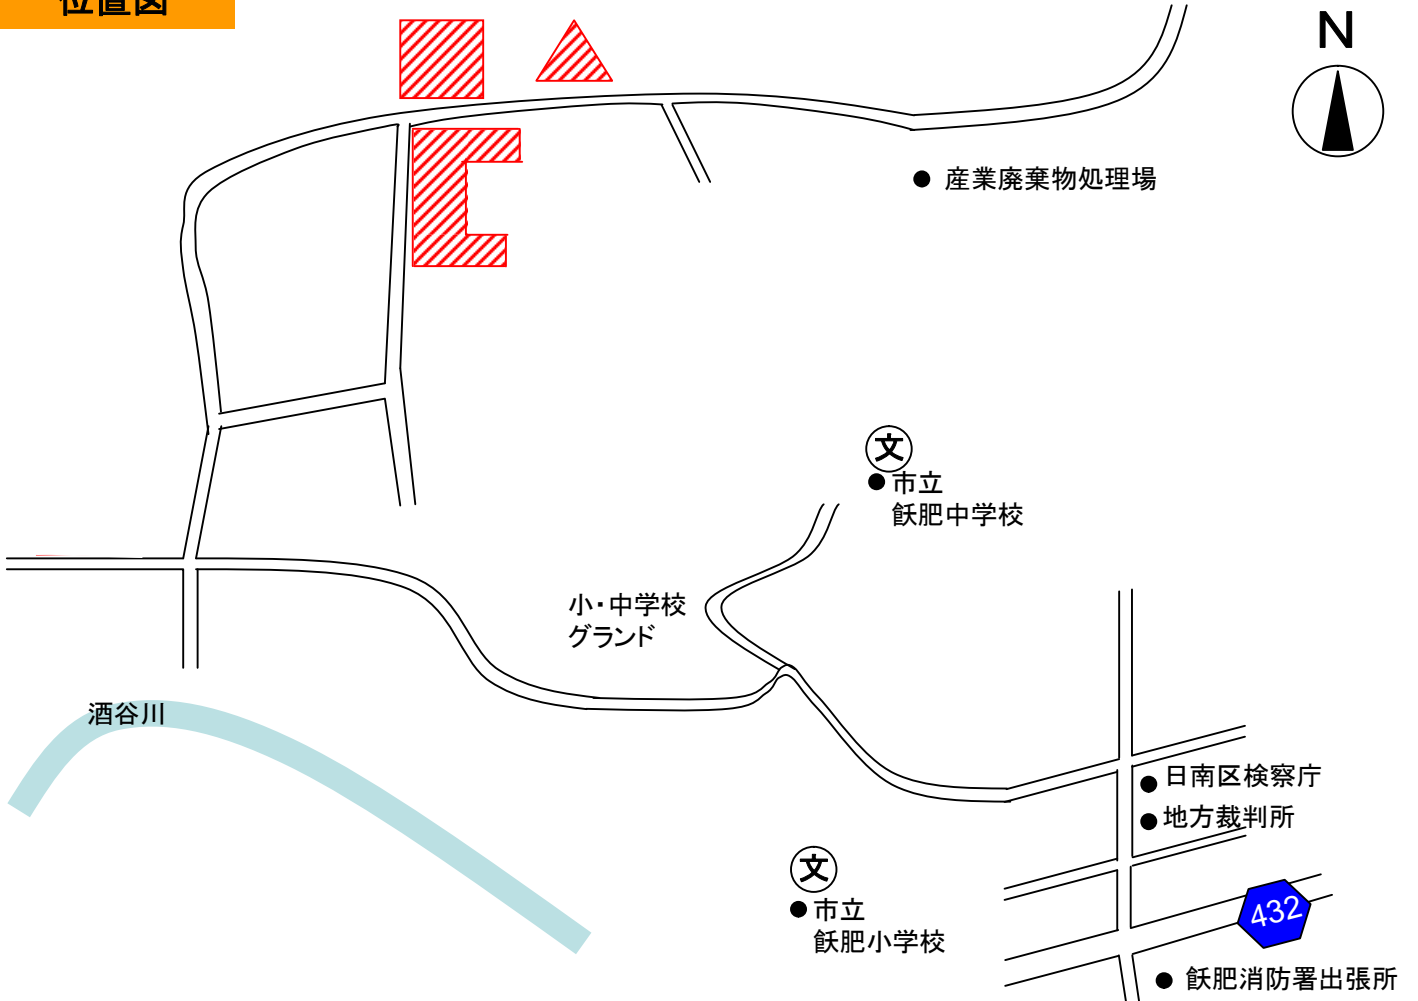 位置図
N
産業廃棄物処理場
文
市立
飫肥中学校
小・中学校
グランド
酒谷川
日南区検察庁
地方裁判所
文
市立
飫肥小学校
432
飫肥消防署出張所